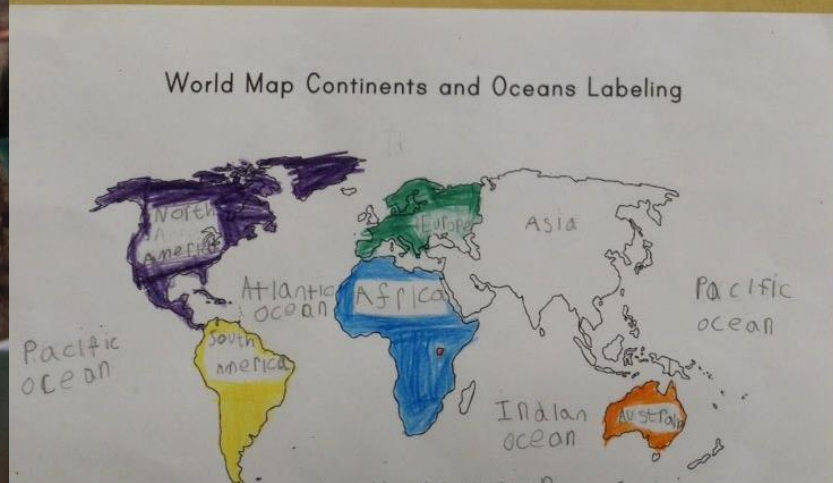 World Map Continents and Oceans Labeling
North
America
Europe
Asia
Atlantic
ocean
Africa
Pacific
ocean
Pacific
ocean
South
america
Indian
ocean
Australia